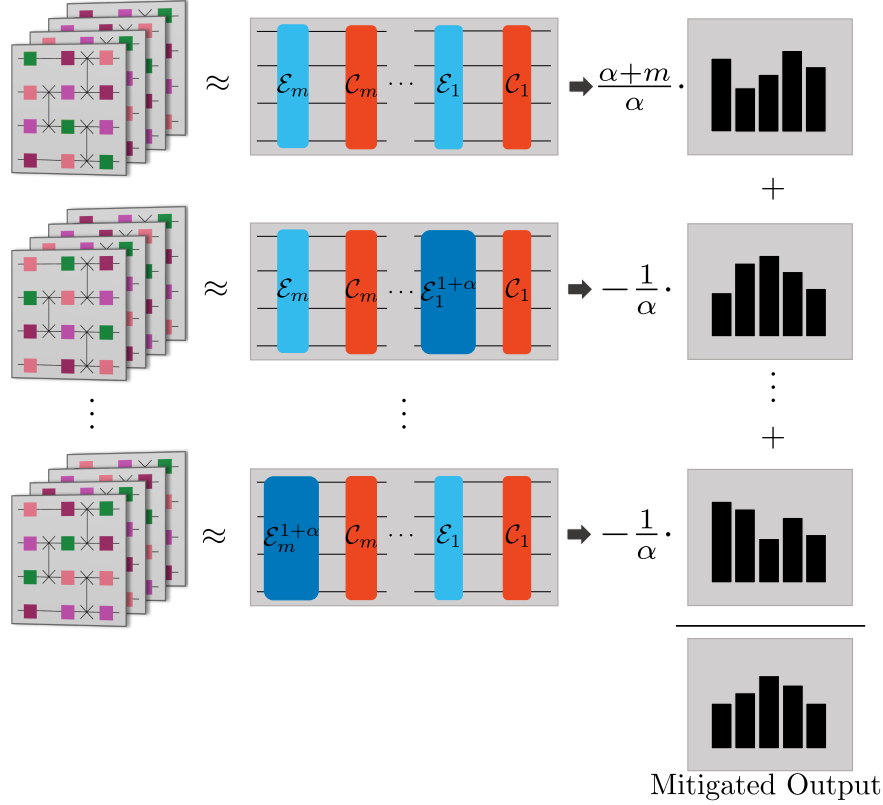 ≈ ℰ_m 𝒞_m ⋯ ℰ_1 𝒞_1 (α+m)/α ·
+
≈ ℰ_m 𝒞_m ⋯ ℰ_1^{1+α} 𝒞_1 − 1/α ·
⋮ ⋮ ⋮
+
≈ ℰ_m^{1+α} 𝒞_m ⋯ ℰ_1 𝒞_1 − 1/α ·
Mitigated Output